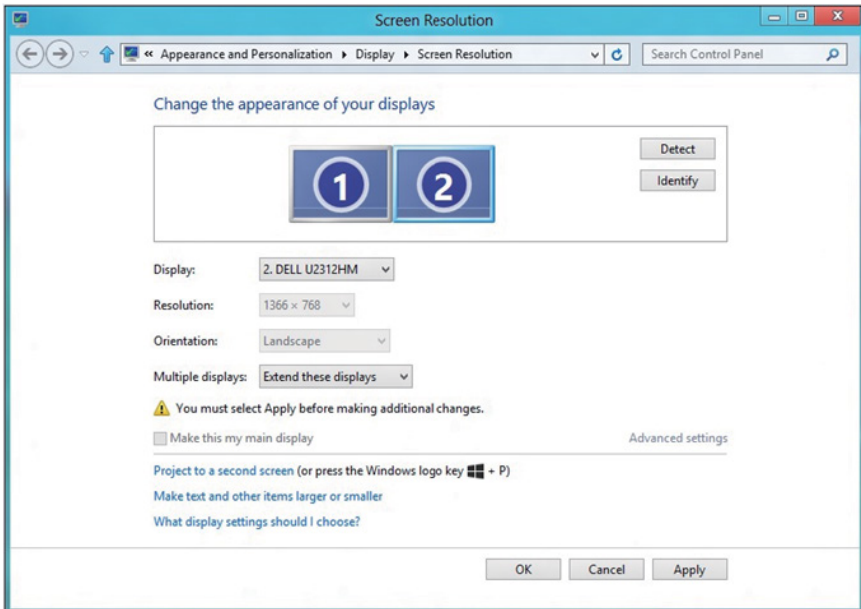 Screen Resolution
« Appearance and Personalization ▸ Display ▸ Screen Resolution Search Control Panel
Change the appearance of your displays
1 2
Detect
Identify
Display: 2. DELL U2312HM
Resolution: 1366 × 768
Orientation: Landscape
Multiple displays: Extend these displays
You must select Apply before making additional changes.
Make this my main display Advanced settings
Project to a second screen (or press the Windows logo key + P)
Make text and other items larger or smaller
What display settings should I choose?
OK Cancel Apply